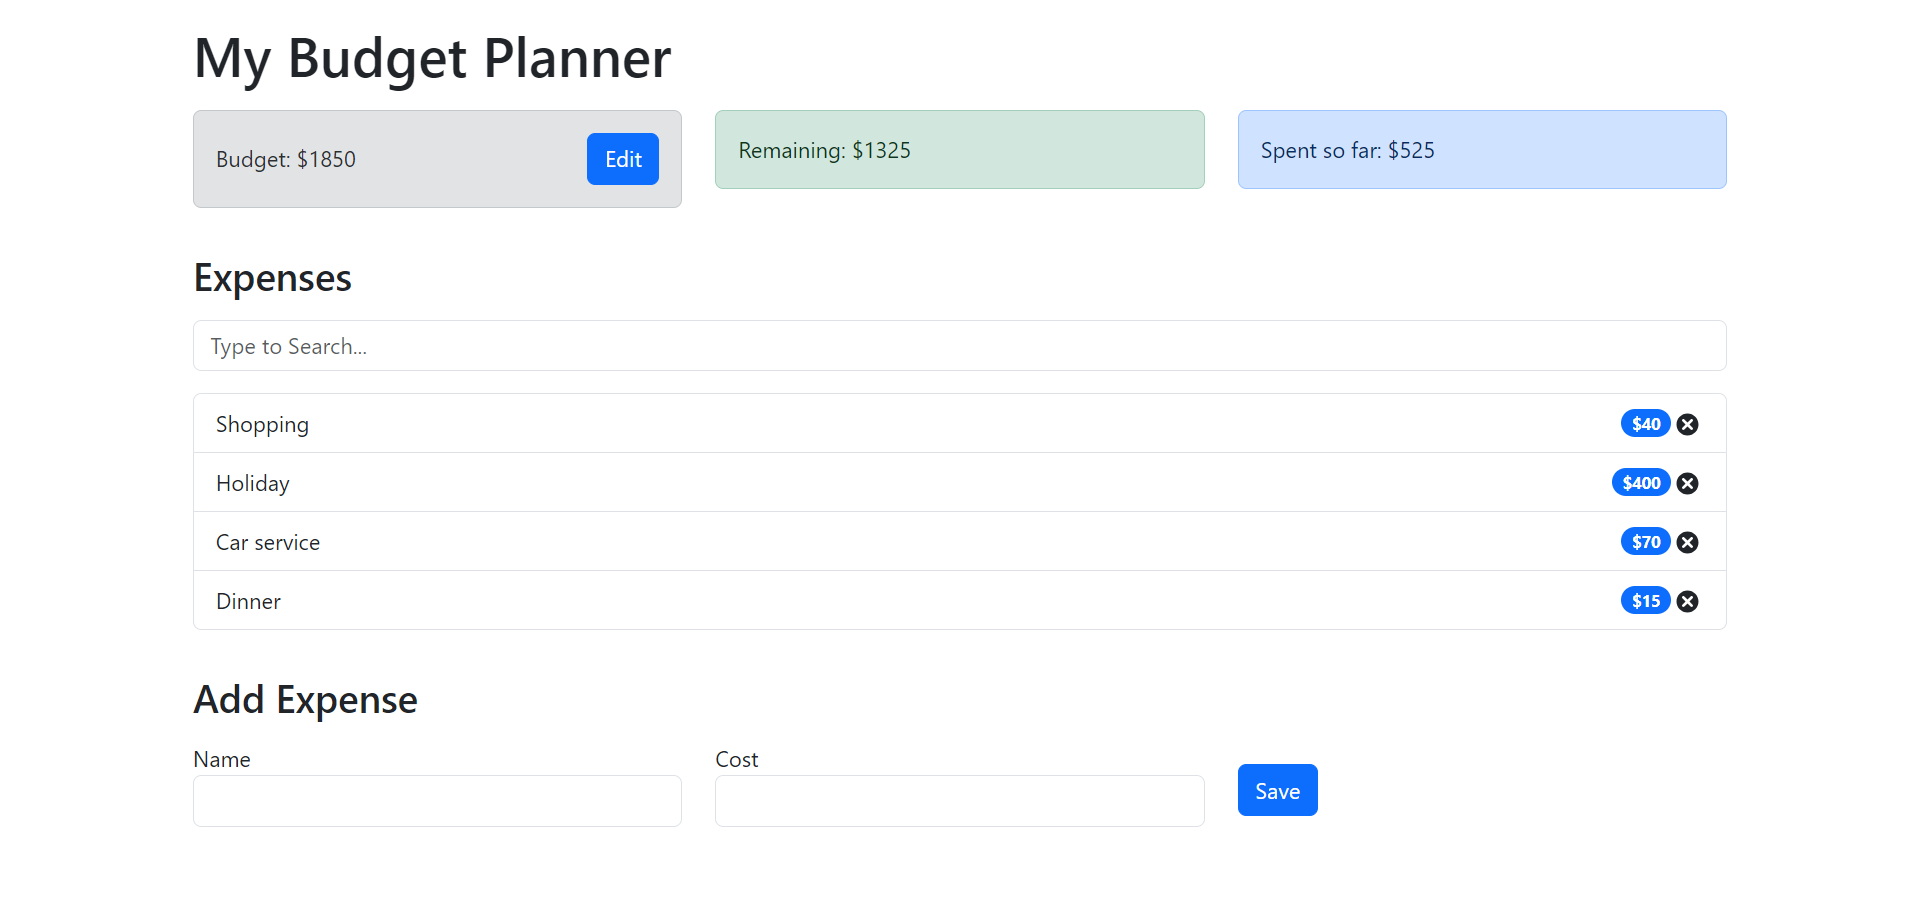 My Budget Planner
Budget: $1850
Edit
Remaining: $1325
Spent so far: $525
Expenses
Type to Search...
Shopping $40
Holiday $400
Car service $70
Dinner $15
Add Expense
Name
Cost
Save